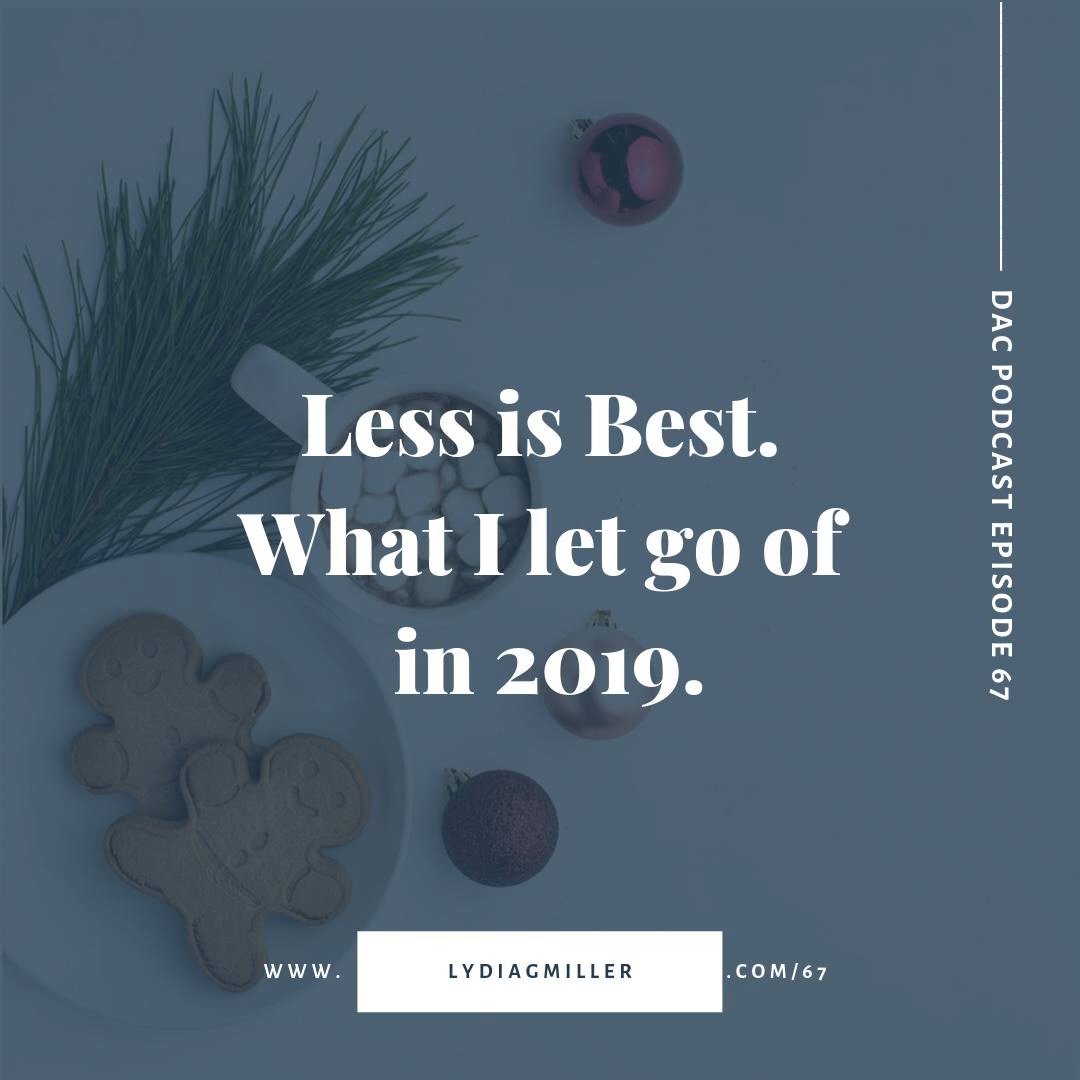 Less is Best.
What I let go of
in 2019.
DAC PODCAST EPISODE 67
WWW. LYDIAGMILLER .COM/67